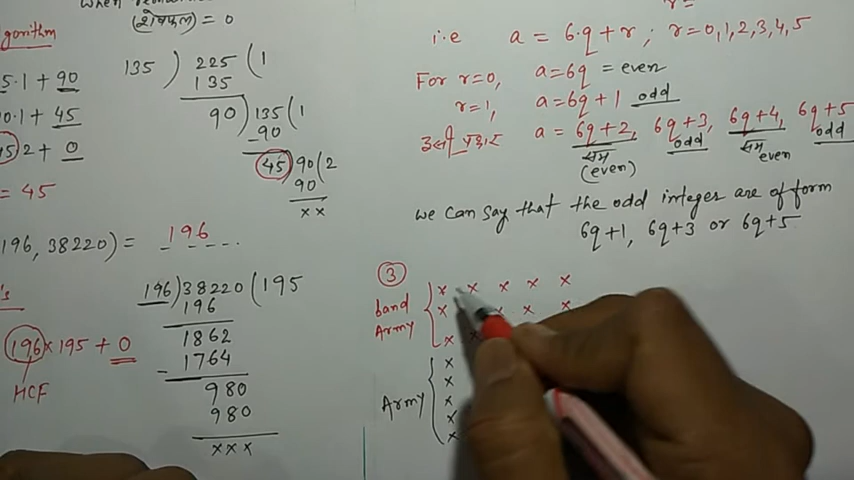 (शेषफल) = 0
gorithm
5·1 + 90
0·1 + 45
45)2 + 0
= 45
135 ) 225 (1
135
90 ) 135 (1
- 90
45 ) 90 (2
90
x x
196, 38220) = 196
196 ) 38220 (195
196
1862
- 1764
980
980
x x x
's
196 x 195 + 0
HCF
r =
i.e a = 6·q + r ; r = 0,1,2,3,4,5
For r=0, a=6q = even
r=1, a=6q+1 odd
इसी प्रकार a = 6q+2, 6q+3, 6q+4, 6q+5
सम odd सम even odd
(even)
we can say that the odd integer are of form
6q+1, 6q+3 or 6q+5
3
band
Army
x x x x x
x x x
x
Army
x
x
x
x
x